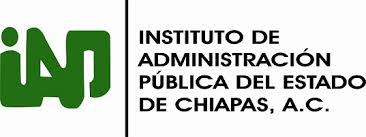 iAP
INSTITUTO DE
ADMINISTRACIÓN
PÚBLICA DEL ESTADO
DE CHIAPAS, A.C.